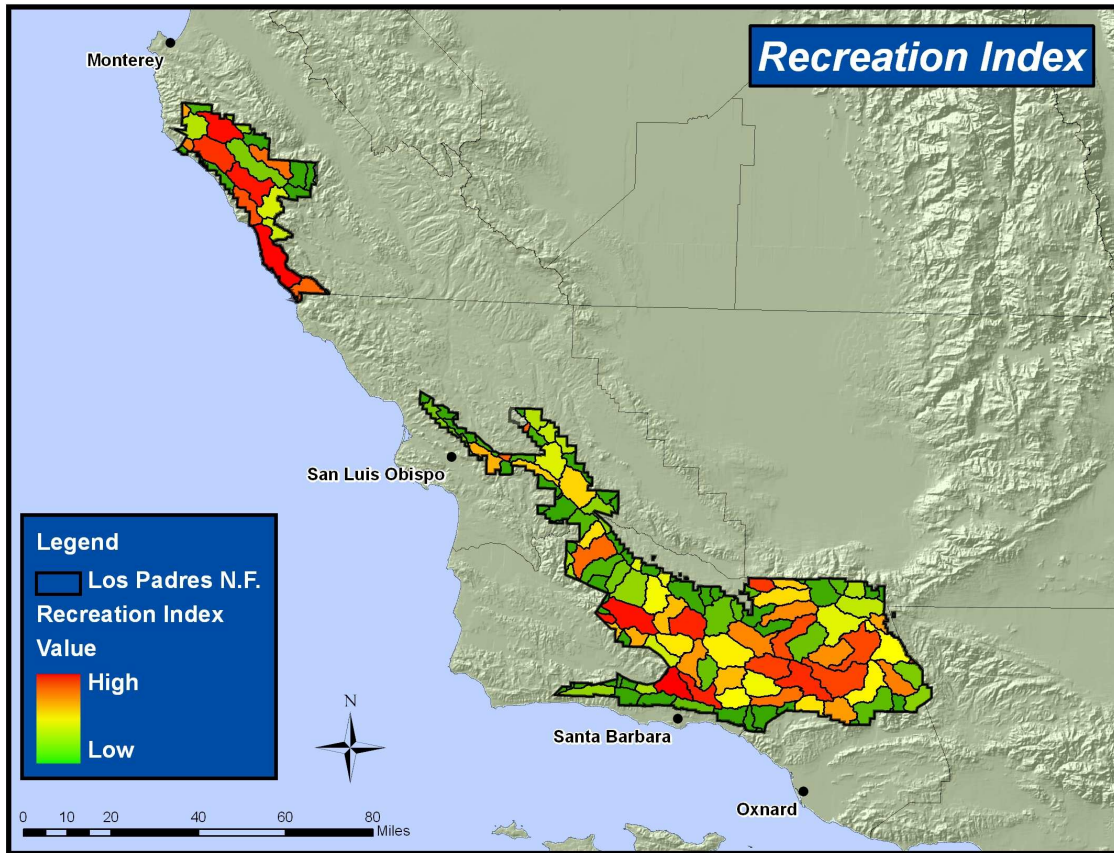 Recreation Index
Monterey
San Luis Obispo
Santa Barbara
Oxnard
Legend
Los Padres N.F.
Recreation Index
Value
High
Low
N
0 10 20 40 60 80
Miles